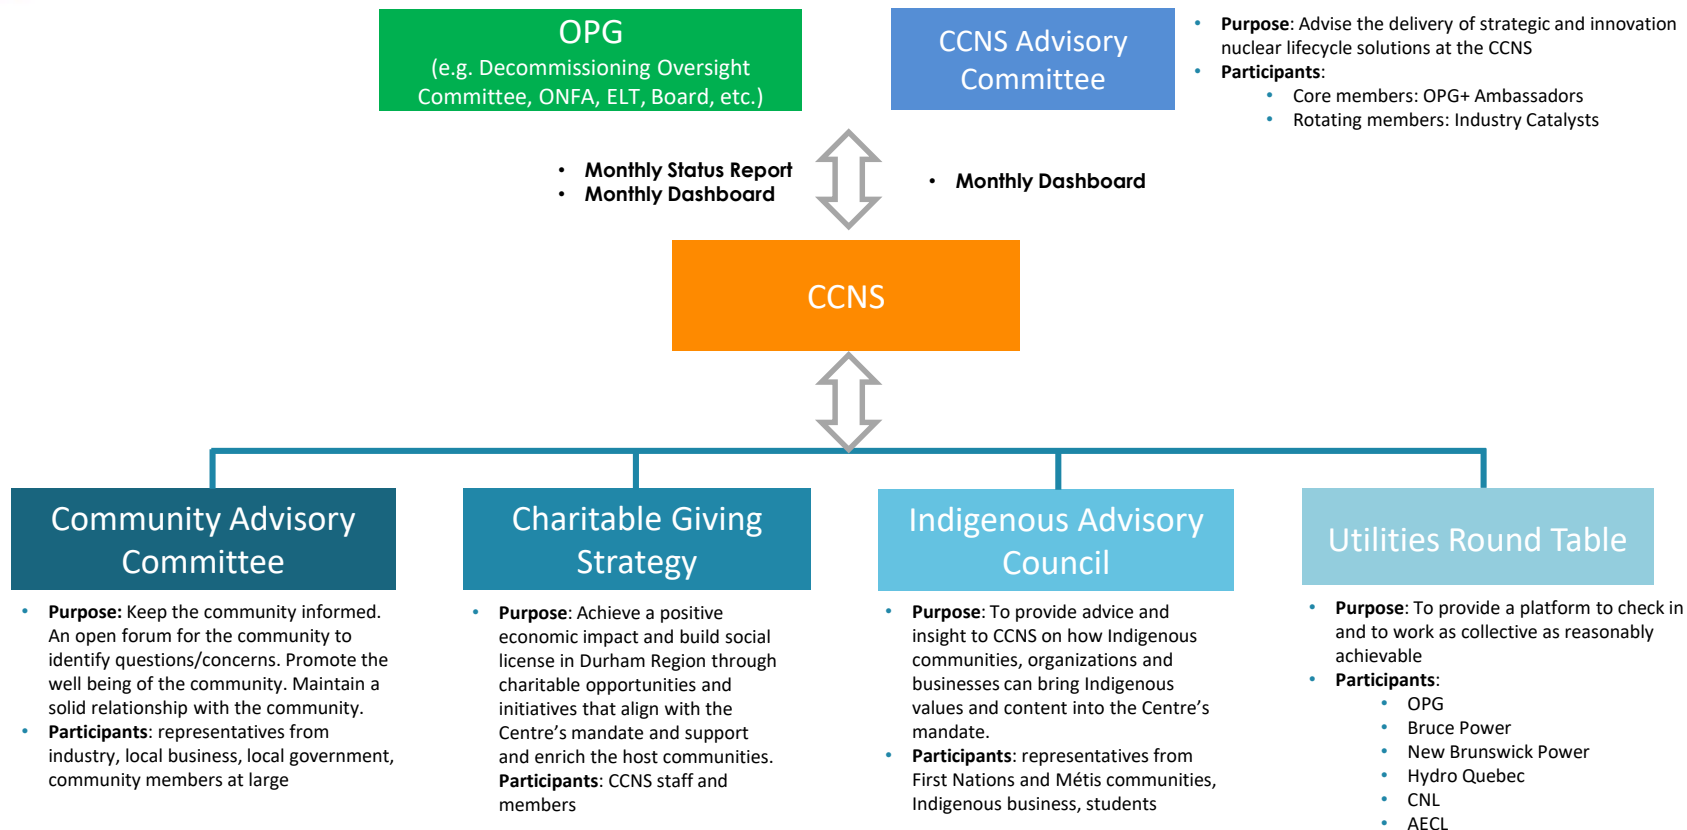 OPG
(e.g. Decommissioning Oversight
Committee, ONFA, ELT, Board, etc.)
CCNS Advisory
Committee
• Purpose: Advise the delivery of strategic and innovation
nuclear lifecycle solutions at the CCNS
• Participants:
• Core members: OPG+ Ambassadors
• Rotating members: Industry Catalysts
• Monthly Status Report
• Monthly Dashboard
• Monthly Dashboard
CCNS
Community Advisory
Committee
• Purpose: Keep the community informed.
An open forum for the community to
identify questions/concerns. Promote the
well being of the community. Maintain a
solid relationship with the community.
• Participants: representatives from
industry, local business, local government,
community members at large
Charitable Giving
Strategy
• Purpose: Achieve a positive
economic impact and build social
license in Durham Region through
charitable opportunities and
initiatives that align with the
Centre's mandate and support
and enrich the host communities.
Participants: CCNS staff and
members
Indigenous Advisory
Council
• Purpose: To provide advice and
insight to CCNS on how Indigenous
communities, organizations and
businesses can bring Indigenous
values and content into the Centre's
mandate.
• Participants: representatives from
First Nations and Métis communities,
Indigenous business, students
Utilities Round Table
• Purpose: To provide a platform to check in
and to work as collective as reasonably
achievable
• Participants:
• OPG
• Bruce Power
• New Brunswick Power
• Hydro Quebec
• CNL
• AECL